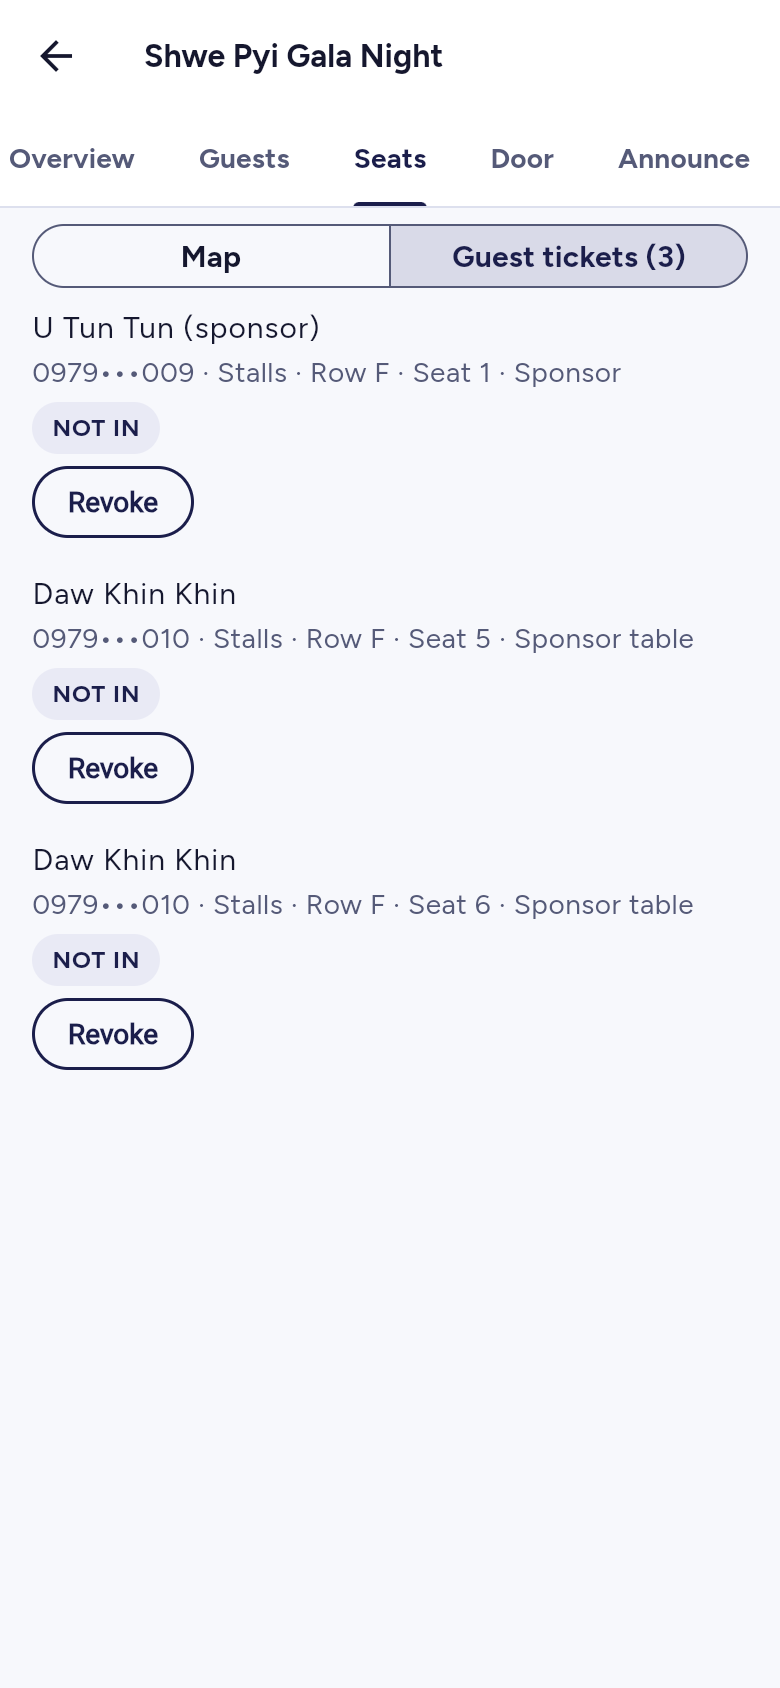 Shwe Pyi Gala Night
Overview Guests Seats Door Announce
Map Guest tickets (3)
U Tun Tun (sponsor)
0979•••009 · Stalls · Row F · Seat 1 · Sponsor
NOT IN
Revoke
Daw Khin Khin
0979•••010 · Stalls · Row F · Seat 5 · Sponsor table
NOT IN
Revoke
Daw Khin Khin
0979•••010 · Stalls · Row F · Seat 6 · Sponsor table
NOT IN
Revoke